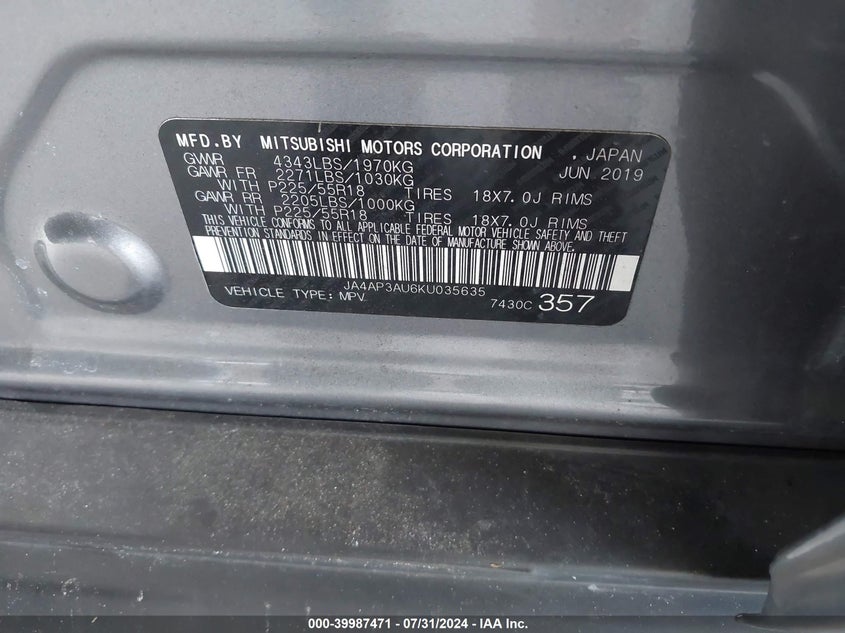 MFD.BY MITSUBISHI MOTORS CORPORATION , JAPAN
GVWR 4343LBS/1970KG JUN 2019
GAWR FR 2271LBS/1030KG
WITH P225/55R18 TIRES 18X7.0J RIMS
GAWR RR 2205LBS/1000KG
WITH P225/55R18 TIRES 18X7.0J RIMS
THIS VEHICLE CONFORMS TO ALL APPLICABLE FEDERAL MOTOR VEHICLE SAFETY AND THEFT
PREVENTION STANDARDS IN EFFECT ON THE DATE OF MANUFACTURE SHOWN ABOVE.
JA4AP3AU6KU035635
VEHICLE TYPE: MPV 7430C 357
000-39987471 - 07/31/2024 - IAA Inc.